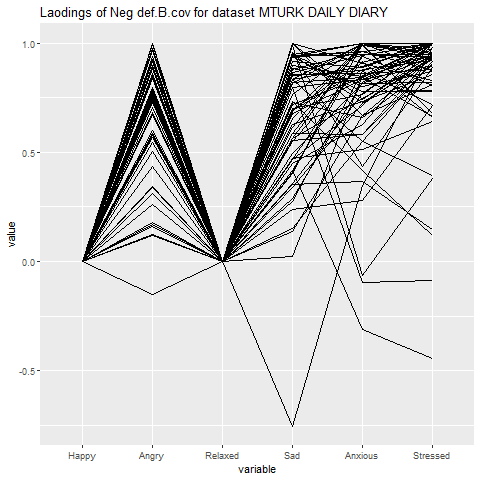 Laodings of Neg def.B.cov for dataset MTURK DAILY DIARY
1.0
0.5
0.0
-0.5
value
Happy Angry Relaxed Sad Anxious Stressed
variable